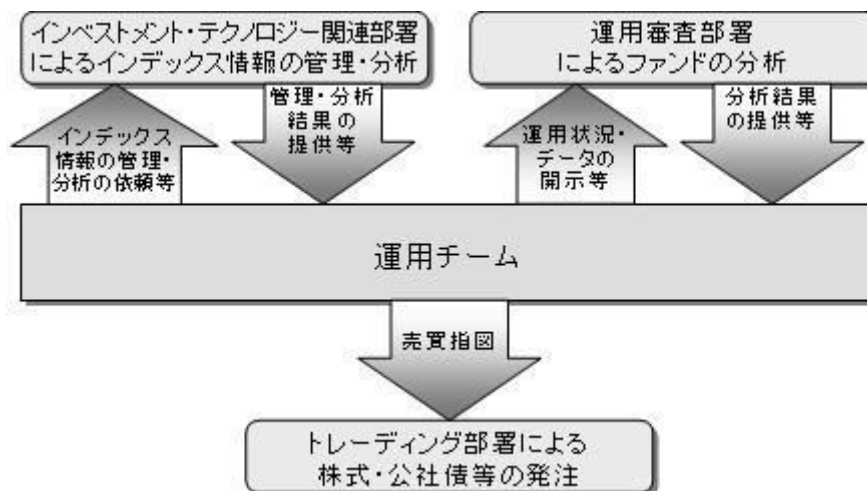 インベストメント・テクノロジー関連部署
によるインデックス情報の管理・分析
運用審査部署
によるファンドの分析
インデックス
情報の管理・
分析の依頼等
管理・分析
結果の
提供等
運用状況・
データの
開示等
分析結果
の提供等
運用チーム
売買指図
トレーディング部署による
株式・公社債等の発注